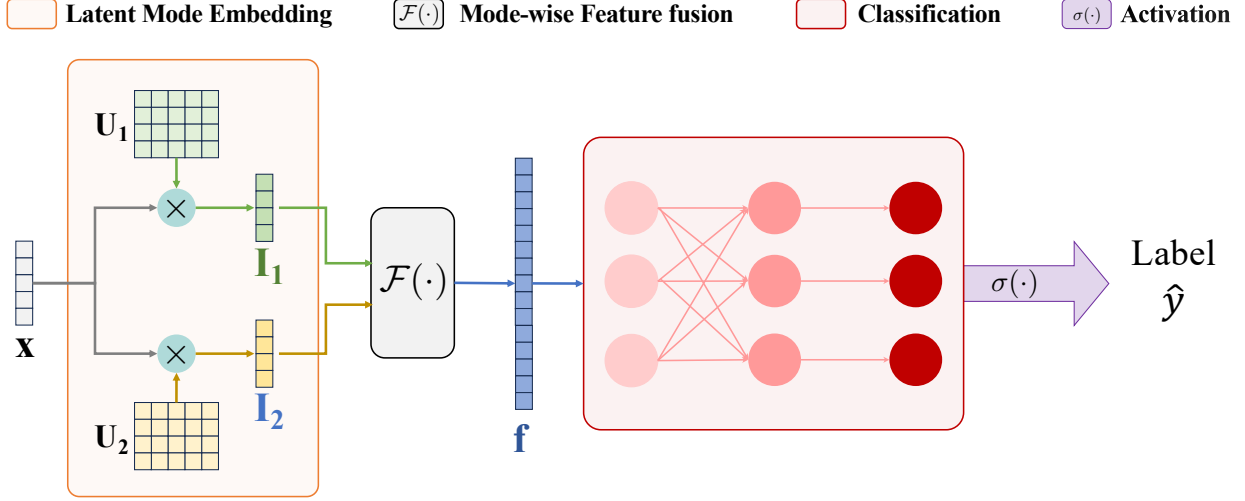 Latent Mode Embedding
ℱ(·) Mode-wise Feature fusion
Classification
σ(·) Activation
U₁
×
I₁
x
ℱ(·)
σ(·)
Label
ŷ
×
I₂
U₂
f